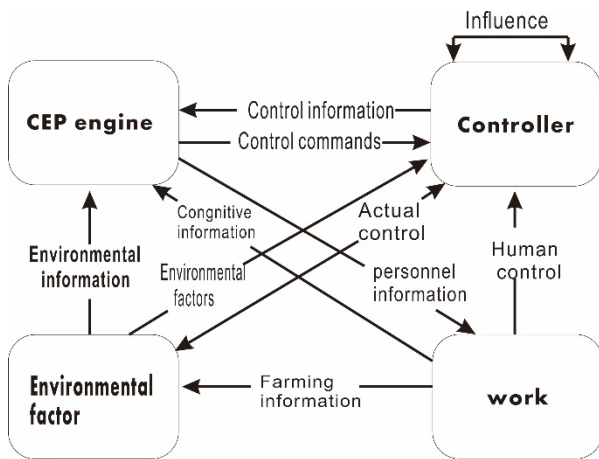 Influence
CEP engine
Control information
Controller
Control commands
Congnitive
information
Actual
control
Environmental
information
Environmental
factors
personnel
information
Human
control
Environmental
factor
Farming
information
work